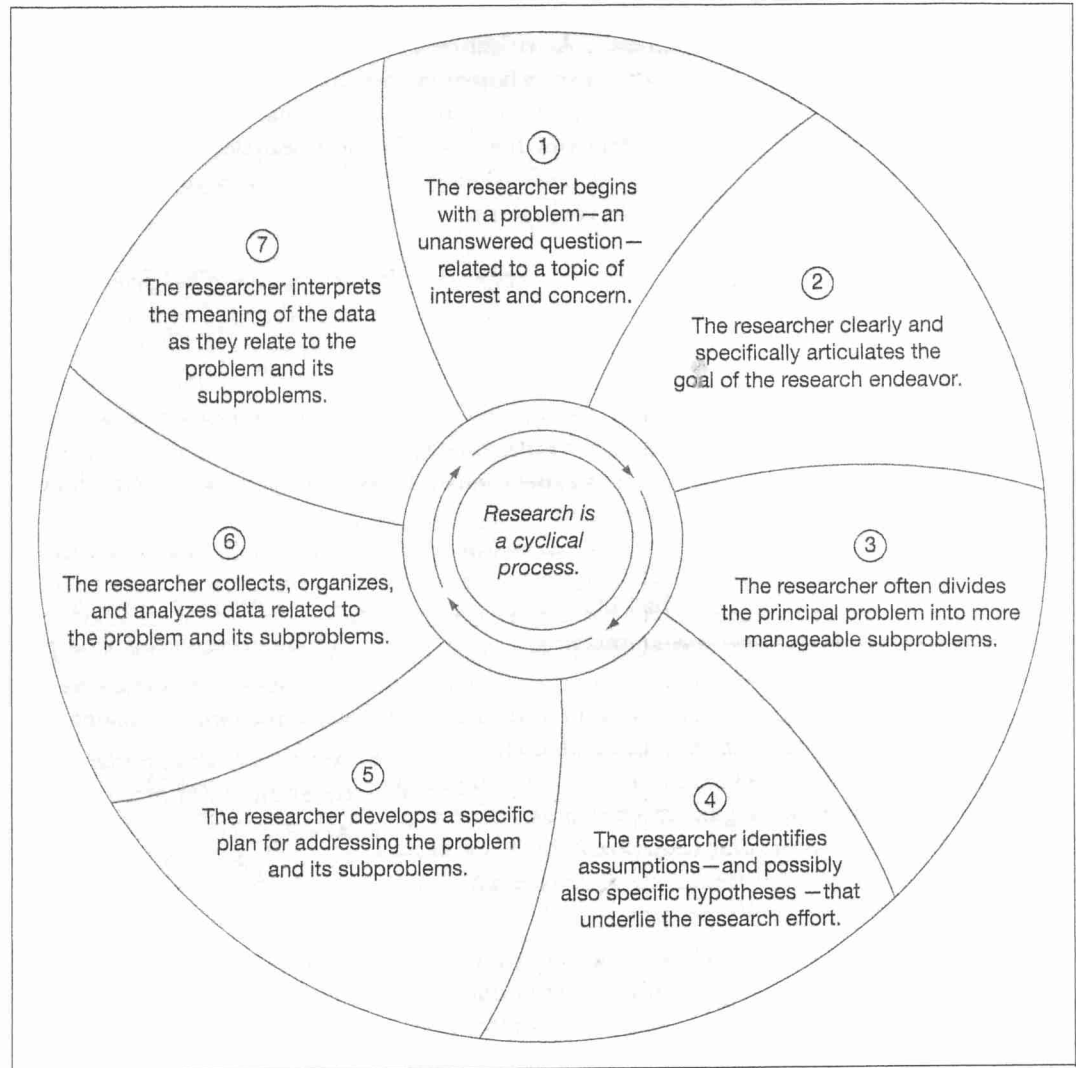 1
The researcher begins
with a problem—an
unanswered question—
related to a topic of
interest and concern.
2
The researcher clearly and
specifically articulates the
goal of the research endeavor.
3
The researcher often divides
the principal problem into more
manageable subproblems.
4
The researcher identifies
assumptions—and possibly
also specific hypotheses —that
underlie the research effort.
5
The researcher develops a specific
plan for addressing the problem
and its subproblems.
6
The researcher collects, organizes,
and analyzes data related to
the problem and its subproblems.
7
The researcher interprets
the meaning of the data
as they relate to the
problem and its
subproblems.
Research is
a cyclical
process.